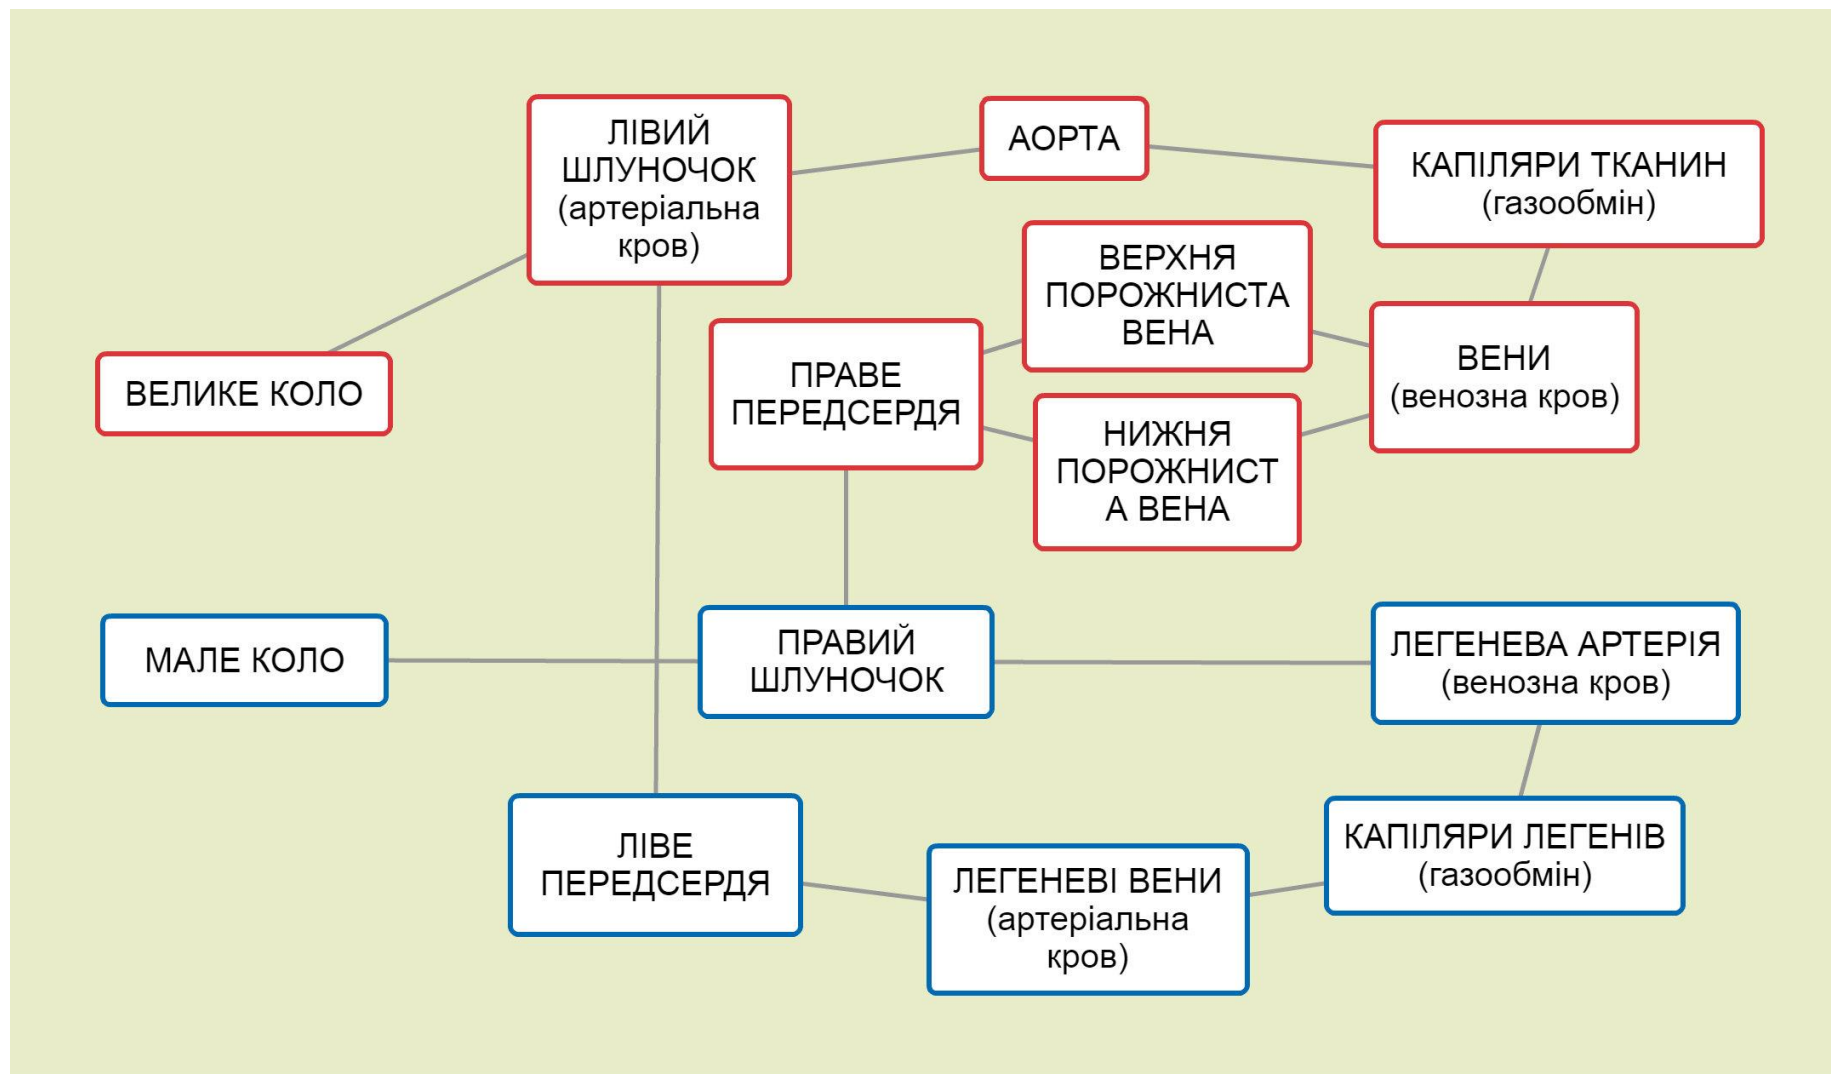 ЛІВИЙ
ШЛУНОЧОК
(артеріальна
кров)
АОРТА
КАПІЛЯРИ ТКАНИН
(газообмін)
ВЕРХНЯ
ПОРОЖНИСТА
ВЕНА
ВЕНИ
(венозна кров)
ПРАВЕ
ПЕРЕДСЕРДЯ
ВЕЛИКЕ КОЛО
НИЖНЯ
ПОРОЖНИСТ
А ВЕНА
МАЛЕ КОЛО
ПРАВИЙ
ШЛУНОЧОК
ЛЕГЕНЕВА АРТЕРІЯ
(венозна кров)
ЛІВЕ
ПЕРЕДСЕРДЯ
ЛЕГЕНЕВІ ВЕНИ
(артеріальна
кров)
КАПІЛЯРИ ЛЕГЕНІВ
(газообмін)